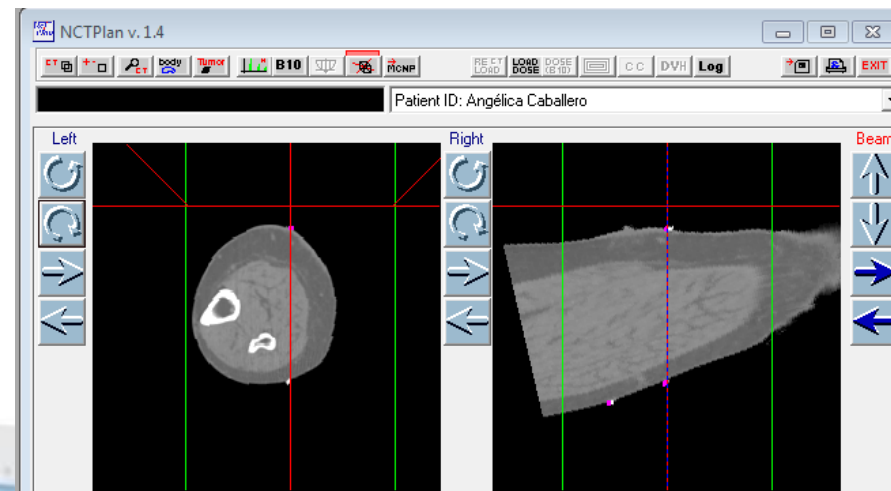 NCTPlan v. 1.4
CT CT body Tumor B10 MCNP RE CT LOAD LOAD DOSE DOSE (B10) CC DVH Log EXIT
Patient ID: Angélica Caballero
Left Right Beam